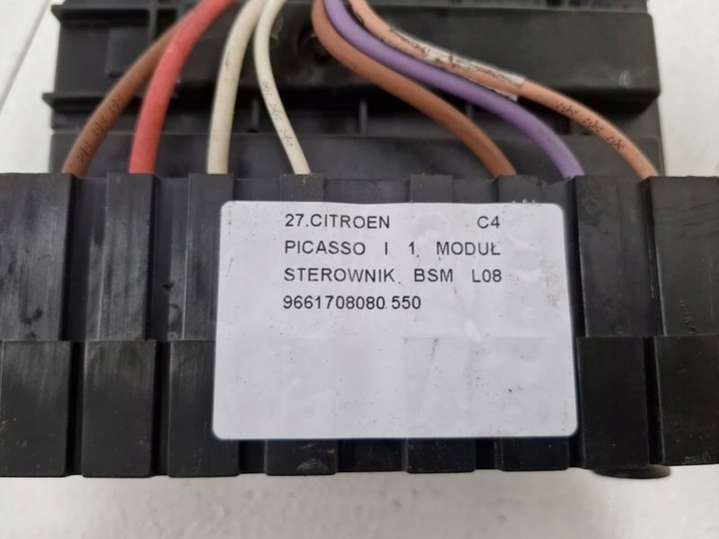 27.CITROEN C4
PICASSO I 1 MODUŁ
STEROWNIK BSM L08
9661708080 550